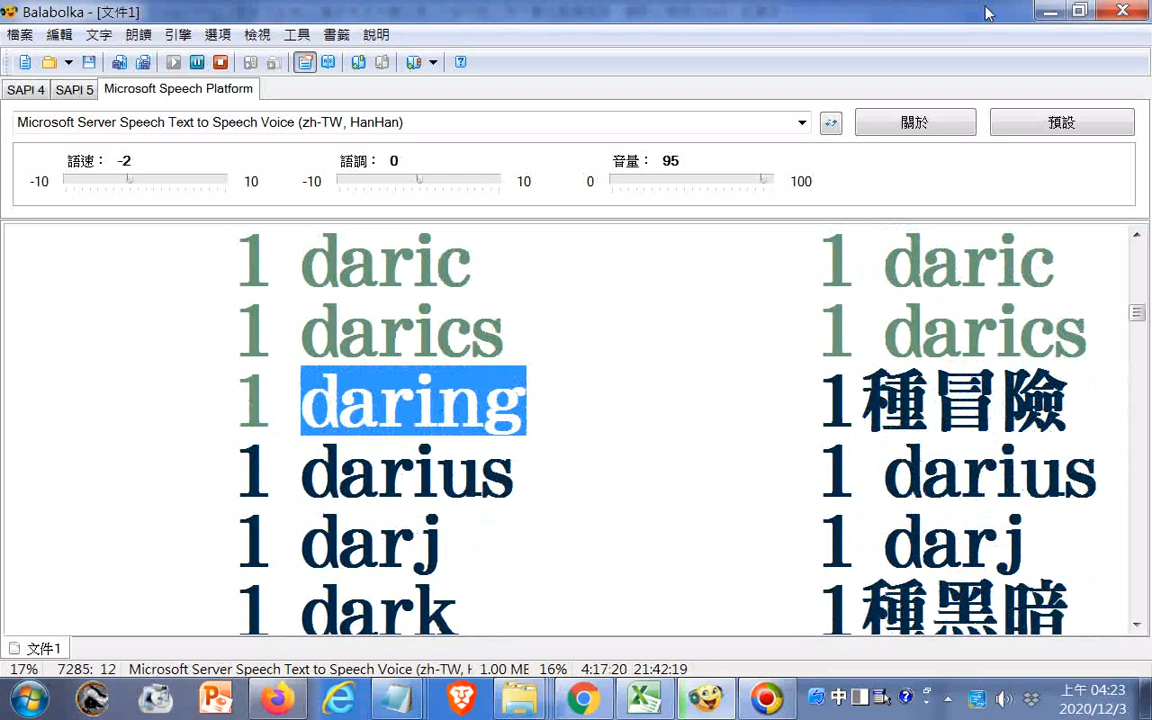 Balabolka - [文件1]
檔案 編輯 文字 朗讀 引擎 選項 檢視 工具 書籤 說明
SAPI 4 SAPI 5 Microsoft Speech Platform
Microsoft Server Speech Text to Speech Voice (zh-TW, HanHan) 關於 預設
語速： -2 語調： 0 音量： 95
-10 10 -10 10 0 100
1 daric 1 daric
1 darics 1 darics
1 daring 1種冒險
1 darius 1 darius
1 darj 1 darj
1 dark 1種黑暗
文件1
17% 7285: 12 Microsoft Server Speech Text to Speech Voice (zh-TW, 1.00 ME 16% 4:17:20 21:42:19
中 上午 04:23
2020/12/3